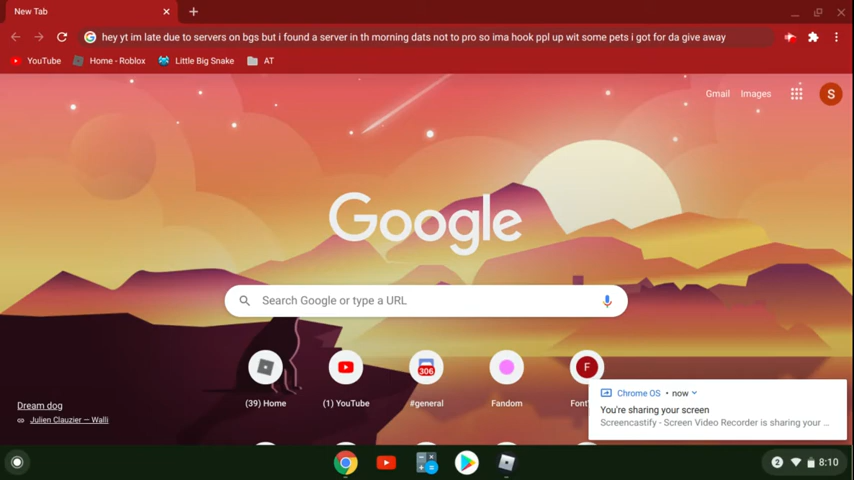 New Tab
hey yt im late due to servers on bgs but i found a server in th morning dats not to pro so ima hook ppl up wit some pets i got for da give away
YouTube Home - Roblox Little Big Snake AT
Gmail Images S
Google
Search Google or type a URL
306 F
(39) Home (1) YouTube #general Fandom Font
Chrome OS • now
You're sharing your screen
Screencastify - Screen Video Recorder is sharing your ...
Dream dog
Julien Clauzier — Walli
2 8:10